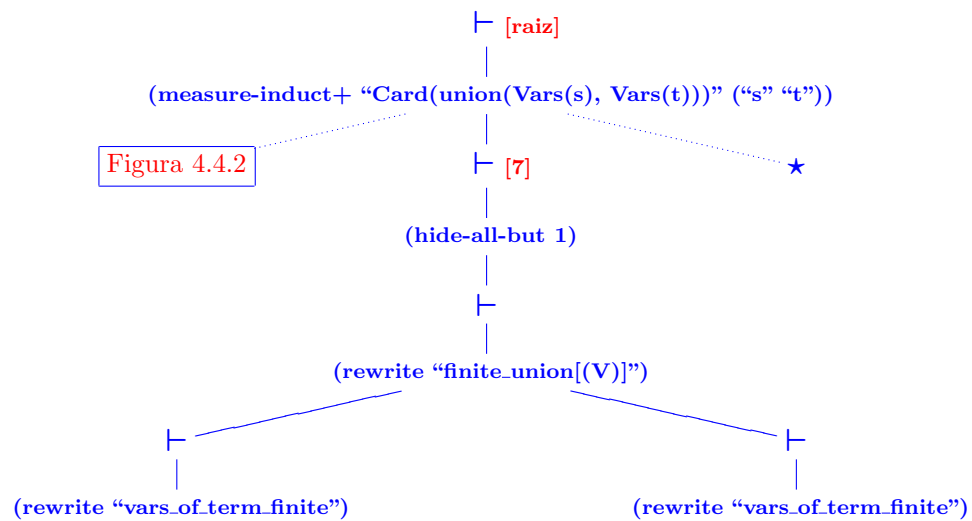 ⊢ [raiz]
(measure-induct+ “Card(union(Vars(s), Vars(t)))” (“s” “t”))
Figura 4.4.2
⊢ [7]
⋆
(hide-all-but 1)
⊢
(rewrite “finite_union[(V)]”)
⊢
⊢
(rewrite “vars_of_term_finite”)
(rewrite “vars_of_term_finite”)